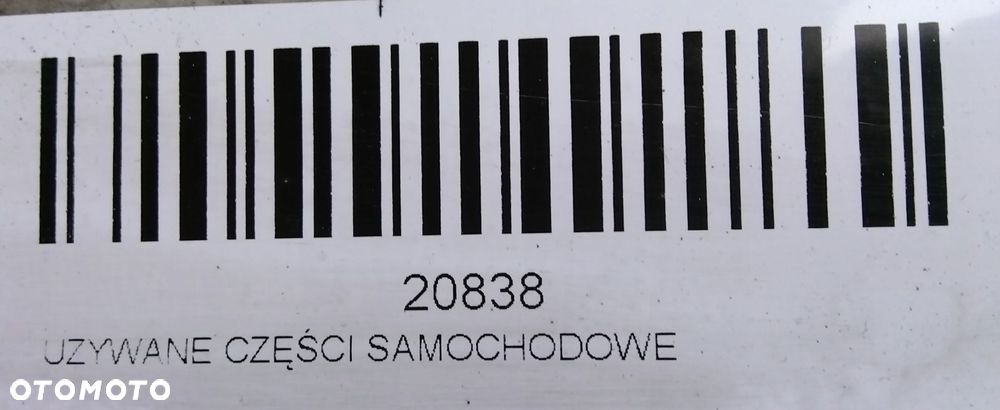 20838
UZYWANE CZĘŚCI SAMOCHODOWE
OTOMOTO